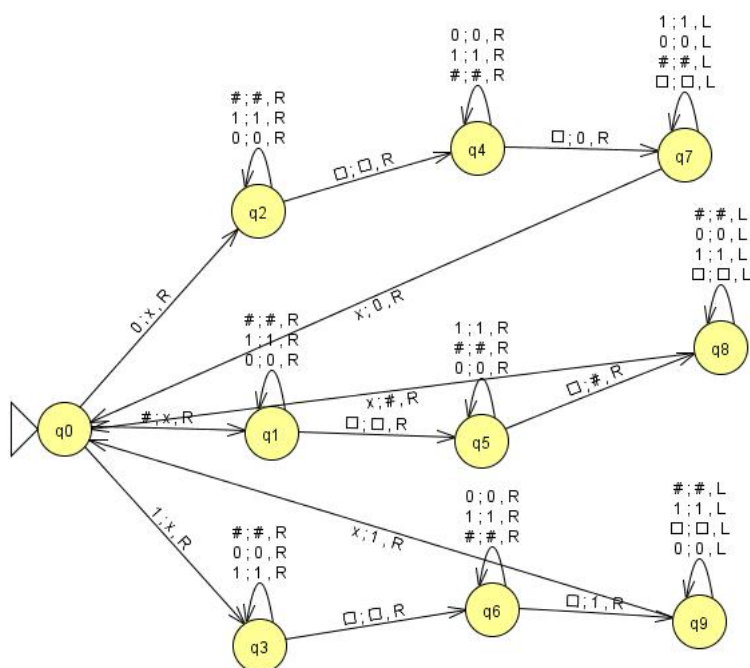 0 ; 0 , R
1 ; 1 , R
# ; # , R
1 ; 1 , L
0 ; 0 , L
# ; # , L
□ ; □ , L
# ; # , R
1 ; 1 , R
0 ; 0 , R
q4
□ ; 0 , R
q7
□ ; □ , R
q2
# ; # , L
0 ; 0 , L
1 ; 1 , L
□ ; □ , L
0 ; x , R
x ; 0 , R
# ; # , R
1 ; 1 , R
0 ; 0 , R
1 ; 1 , R
# ; # , R
0 ; 0 , R
q8
x ; # , R
□ ; # , R
q0
# ; x , R
q1
□ ; □ , R
q5
1 ; x , R
x ; 1 , R
# ; # , R
0 ; 0 , R
1 ; 1 , R
0 ; 0 , R
1 ; 1 , R
# ; # , R
# ; # , L
1 ; 1 , L
□ ; □ , L
0 ; 0 , L
q3
□ ; □ , R
q6
□ ; 1 , R
q9